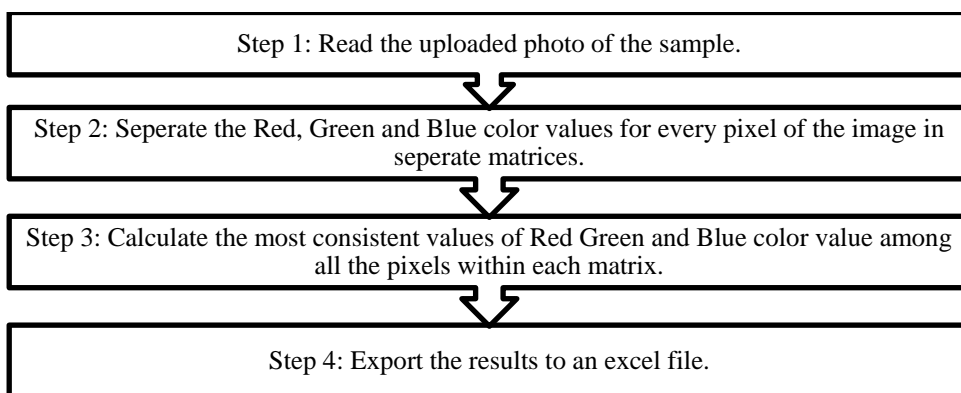 Step 1: Read the uploaded photo of the sample.
Step 2: Seperate the Red, Green and Blue color values for every pixel of the image in
seperate matrices.
Step 3: Calculate the most consistent values of Red Green and Blue color value among
all the pixels within each matrix.
Step 4: Export the results to an excel file.